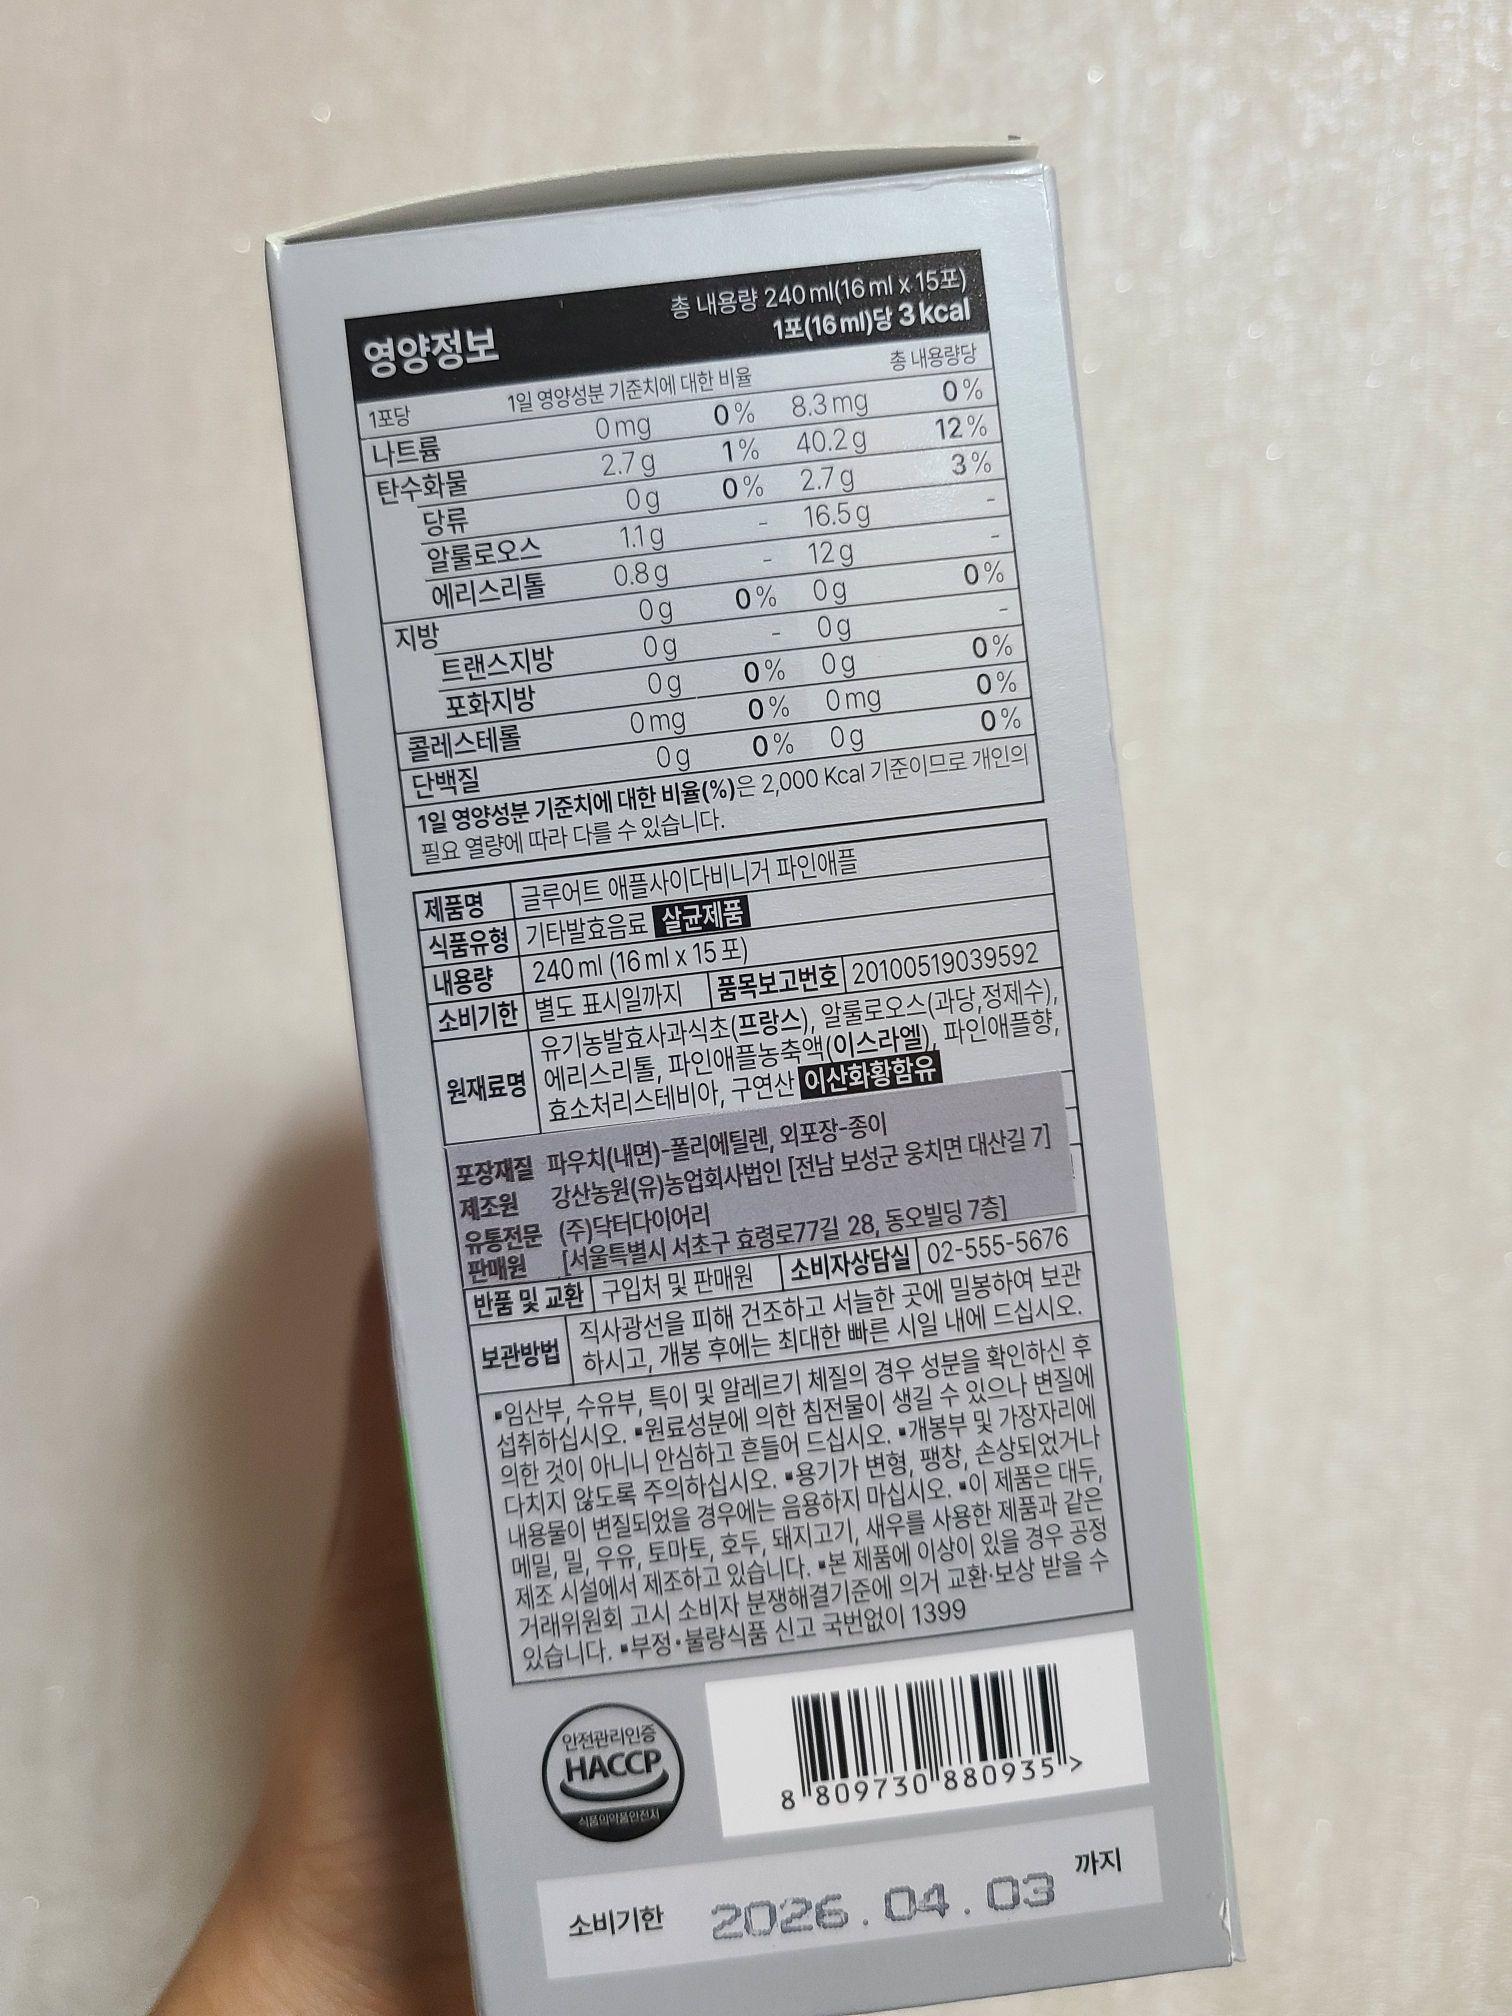 영양정보
총 내용량 240 ml(16 ml x 15포)
1포(16 ml)당 3 kcal
1포당 1일 영양성분 기준치에 대한 비율 총 내용량당
나트륨 0 mg 0 % 8.3 mg 0 %
탄수화물 2.7 g 1 % 40.2 g 12 %
당류 0 g 0 % 2.7 g 3 %
알룰로오스 1.1 g - 16.5 g -
에리스리톨 0.8 g - 12 g -
지방 0 g 0 % 0 g 0 %
트랜스지방 0 g - 0 g -
포화지방 0 g 0 % 0 g 0 %
콜레스테롤 0 mg 0 % 0 mg 0 %
단백질 0 g 0 % 0 g 0 %
1일 영양성분 기준치에 대한 비율(%)은 2,000 Kcal 기준이므로 개인의
필요 열량에 따라 다를 수 있습니다.
제품명 글루어트 애플사이다비니거 파인애플
식품유형 기타발효음료 살균제품
내용량 240 ml (16 ml x 15 포)
소비기한 별도 표시일까지 품목보고번호 20100519039592
원재료명 유기농발효사과식초(프랑스), 알룰로오스(과당,정제수),
에리스리톨, 파인애플농축액(이스라엘), 파인애플향,
효소처리스테비아, 구연산 이산화황함유
포장재질 파우치(내면)-폴리에틸렌, 외포장-종이
제조원 강산농원(유)농업회사법인 [전남 보성군 웅치면 대산길 7]
유통전문 (주)닥터다이어리
판매원 [서울특별시 서초구 효령로77길 28, 동오빌딩 7층]
반품 및 교환 구입처 및 판매원 소비자상담실 02-555-5676
보관방법 직사광선을 피해 건조하고 서늘한 곳에 밀봉하여 보관
하시고, 개봉 후에는 최대한 빠른 시일 내에 드십시오.
▪임산부, 수유부, 특이 및 알레르기 체질의 경우 성분을 확인하신 후
섭취하십시오. ▪원료성분에 의한 침전물이 생길 수 있으나 변질에
의한 것이 아니니 안심하고 흔들어 드십시오. ▪개봉부 및 가장자리에
다치지 않도록 주의하십시오. ▪용기가 변형, 팽창, 손상되었거나
내용물이 변질되었을 경우에는 음용하지 마십시오. ▪이 제품은 대두,
메밀, 밀, 우유, 토마토, 호두, 돼지고기, 새우를 사용한 제품과 같은
제조 시설에서 제조하고 있습니다. ▪본 제품에 이상이 있을 경우 공정
거래위원회 고시 소비자 분쟁해결기준에 의거 교환·보상 받을 수
있습니다. ▪부정·불량식품 신고 국번없이 1399
안전관리인증
HACCP
식품의약품안전처
8 809730 880935 >
소비기한 2026.04.03 까지